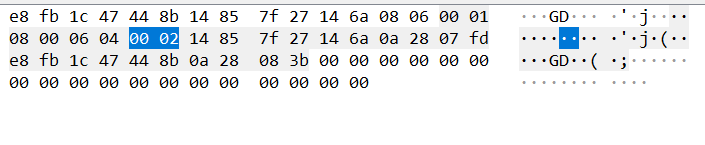 e8 fb 1c 47 44 8b 14 85 7f 27 14 6a 08 06 00 01 ···GD··· ·'·j····
08 00 06 04 00 02 14 85 7f 27 14 6a 0a 28 07 fd ········ ·'·j·(··
e8 fb 1c 47 44 8b 0a 28 08 3b 00 00 00 00 00 00 ···GD··( ·;······
00 00 00 00 00 00 00 00 00 00 00 00 ········ ····